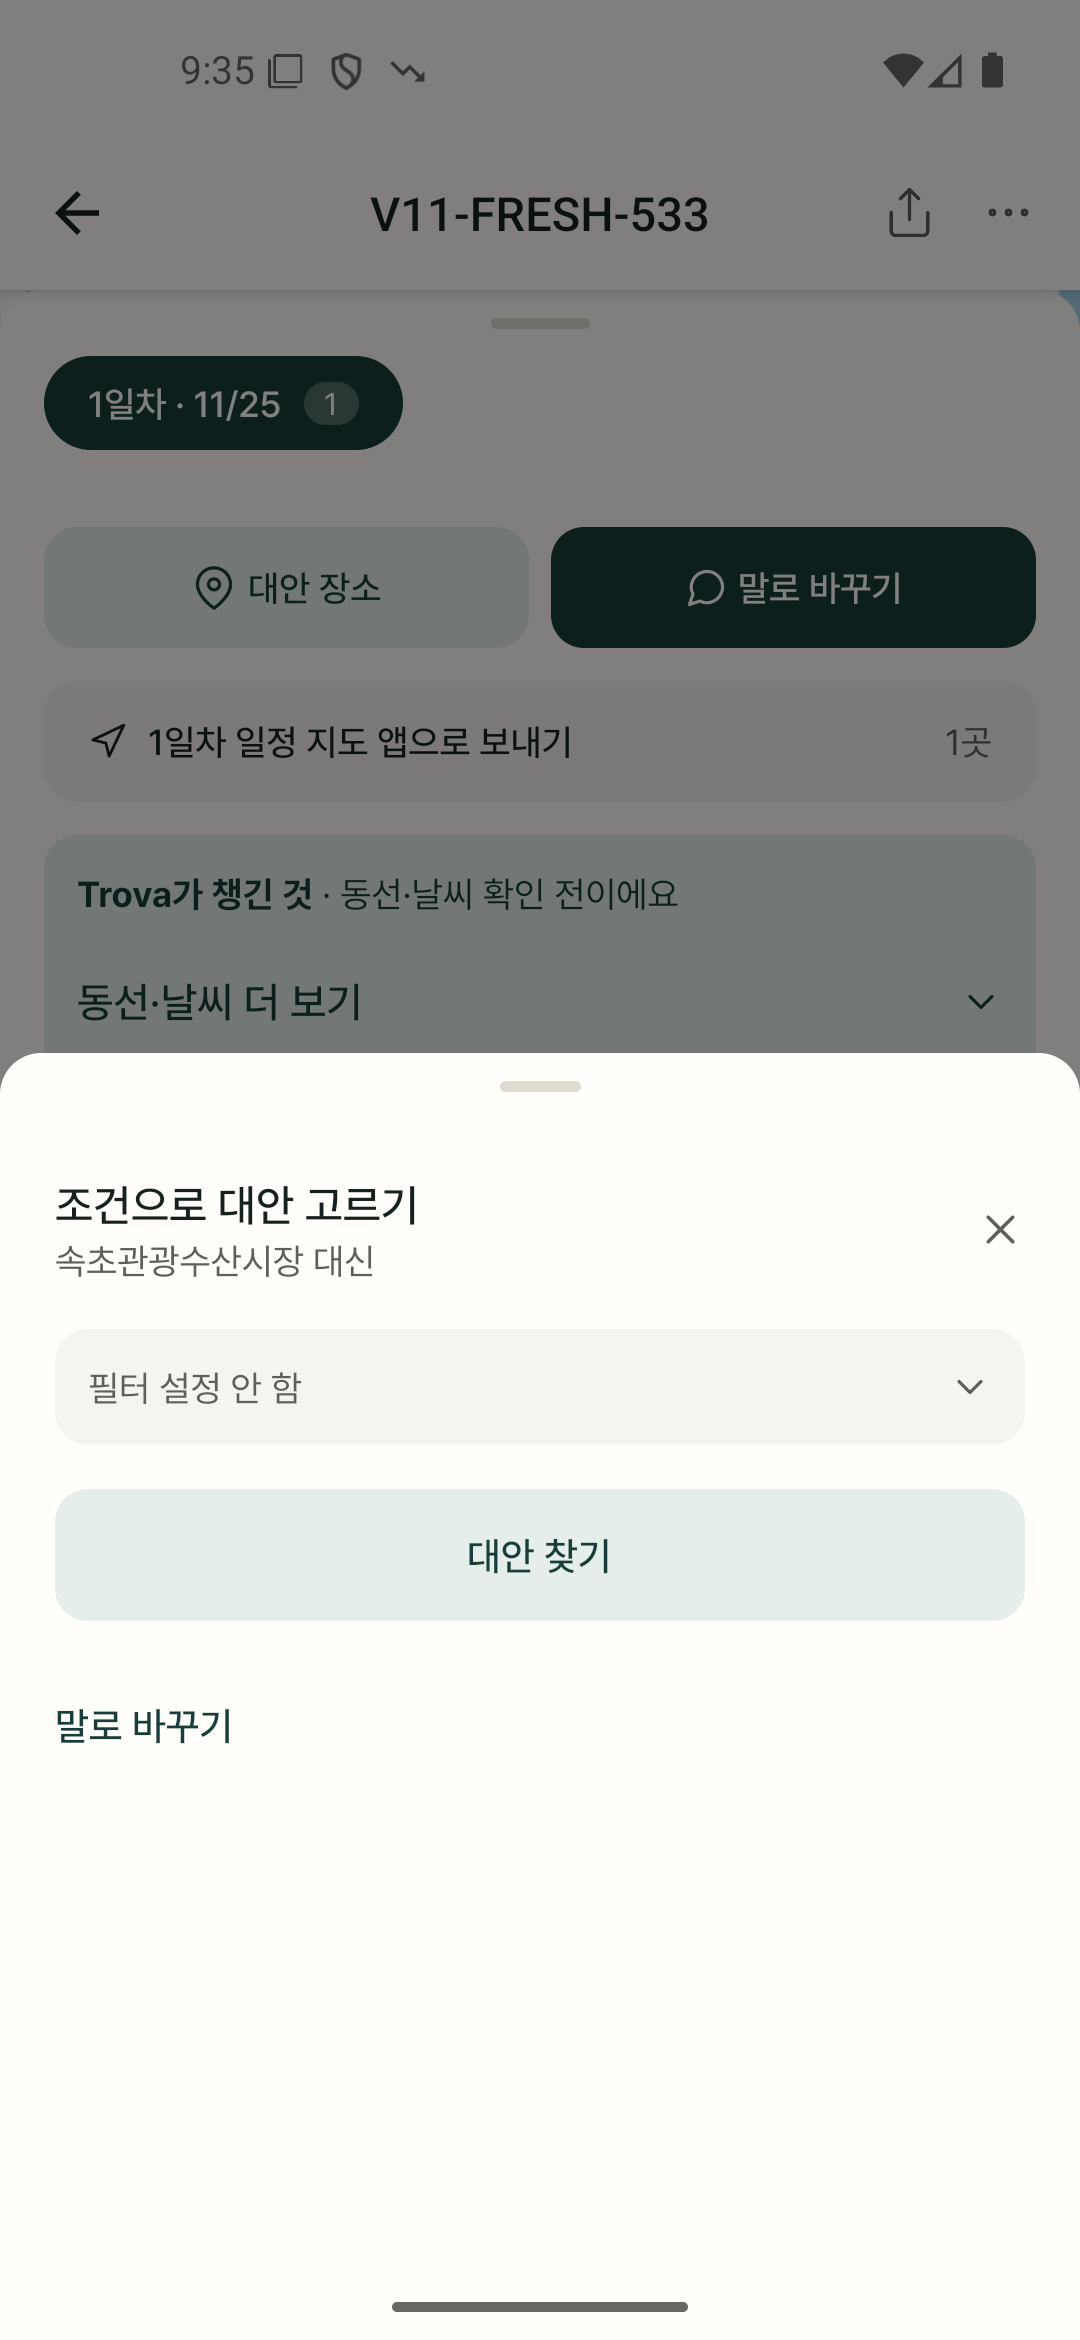 9:35
V11-FRESH-533
1일차 · 11/25 1
대안 장소
말로 바꾸기
1일차 일정 지도 앱으로 보내기 1곳
Trova가 챙긴 것 · 동선·날씨 확인 전이에요
동선·날씨 더 보기
조건으로 대안 고르기
속초관광수산시장 대신
필터 설정 안 함
대안 찾기
말로 바꾸기